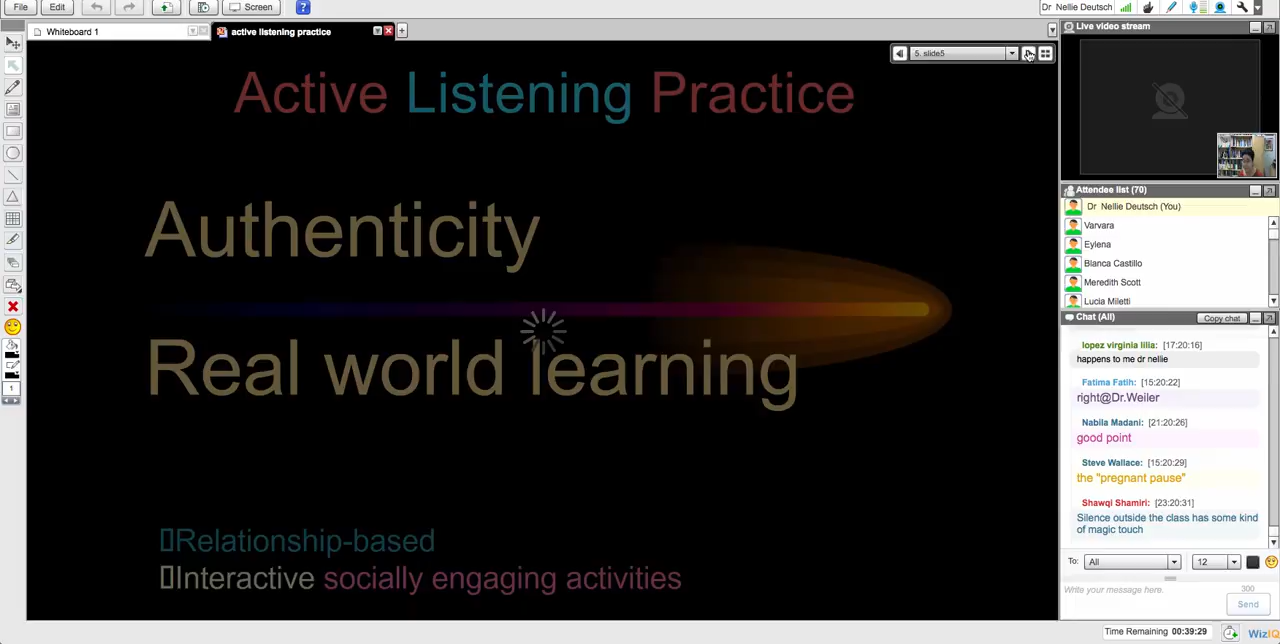 File Edit Screen ? Dr Nellie Deutsch
Whiteboard 1 active listening practice
Live video stream
5. slide5
Active Listening Practice
Authenticity
Real world learning
Relationship-based
Interactive socially engaging activities
1
Attendee list (70)
Dr Nellie Deutsch (You)
Varvara
Eylena
Blanca Castillo
Meredith Scott
Lucia Miletti
Chat (All) Copy chat
lopez virginia lilia: [17:20:16]
happens to me dr nellie
Fatima Fatih: [15:20:22]
right@Dr.Weiler
Nabila Madani: [21:20:26]
good point
Steve Wallace: [15:20:29]
the "pregnant pause"
Shawqi Shamiri: [23:20:31]
Silence outside the class has some kind
of magic touch
To: All 12
Write your message here. 300
Send
Time Remaining 00:39:29 WizIQ